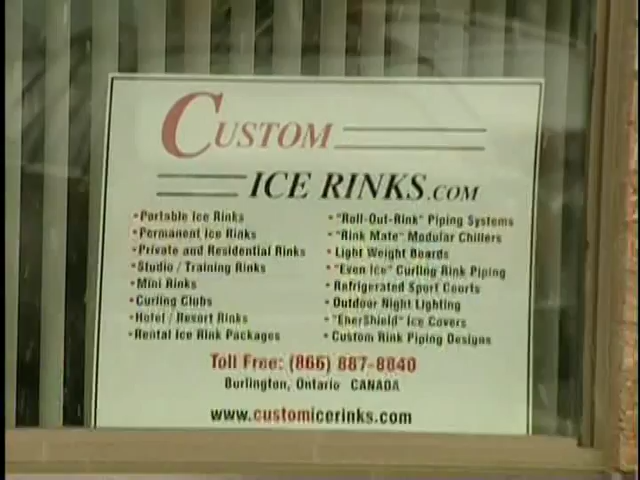 CUSTOM
ICE RINKS.COM
•Portable Ice Rinks
•Permanent Ice Rinks
•Private and Residential Rinks
•Studio / Training Rinks
•Mini Rinks
•Curling Clubs
•Hotel / Resort Rinks
•Rental Ice Rink Packages
•"Roll-Out-Rink" Piping Systems
•"Rink Mate" Modular Chillers
•Light Weight Boards
•"Even Ice" Curling Rink Piping
•Refrigerated Sport Courts
•Outdoor Night Lighting
•"EnerShield" Ice Covers
•Custom Rink Piping Designs
Toll Free: (866) 887-8840
Burlington, Ontario CANADA
www.customicerinks.com